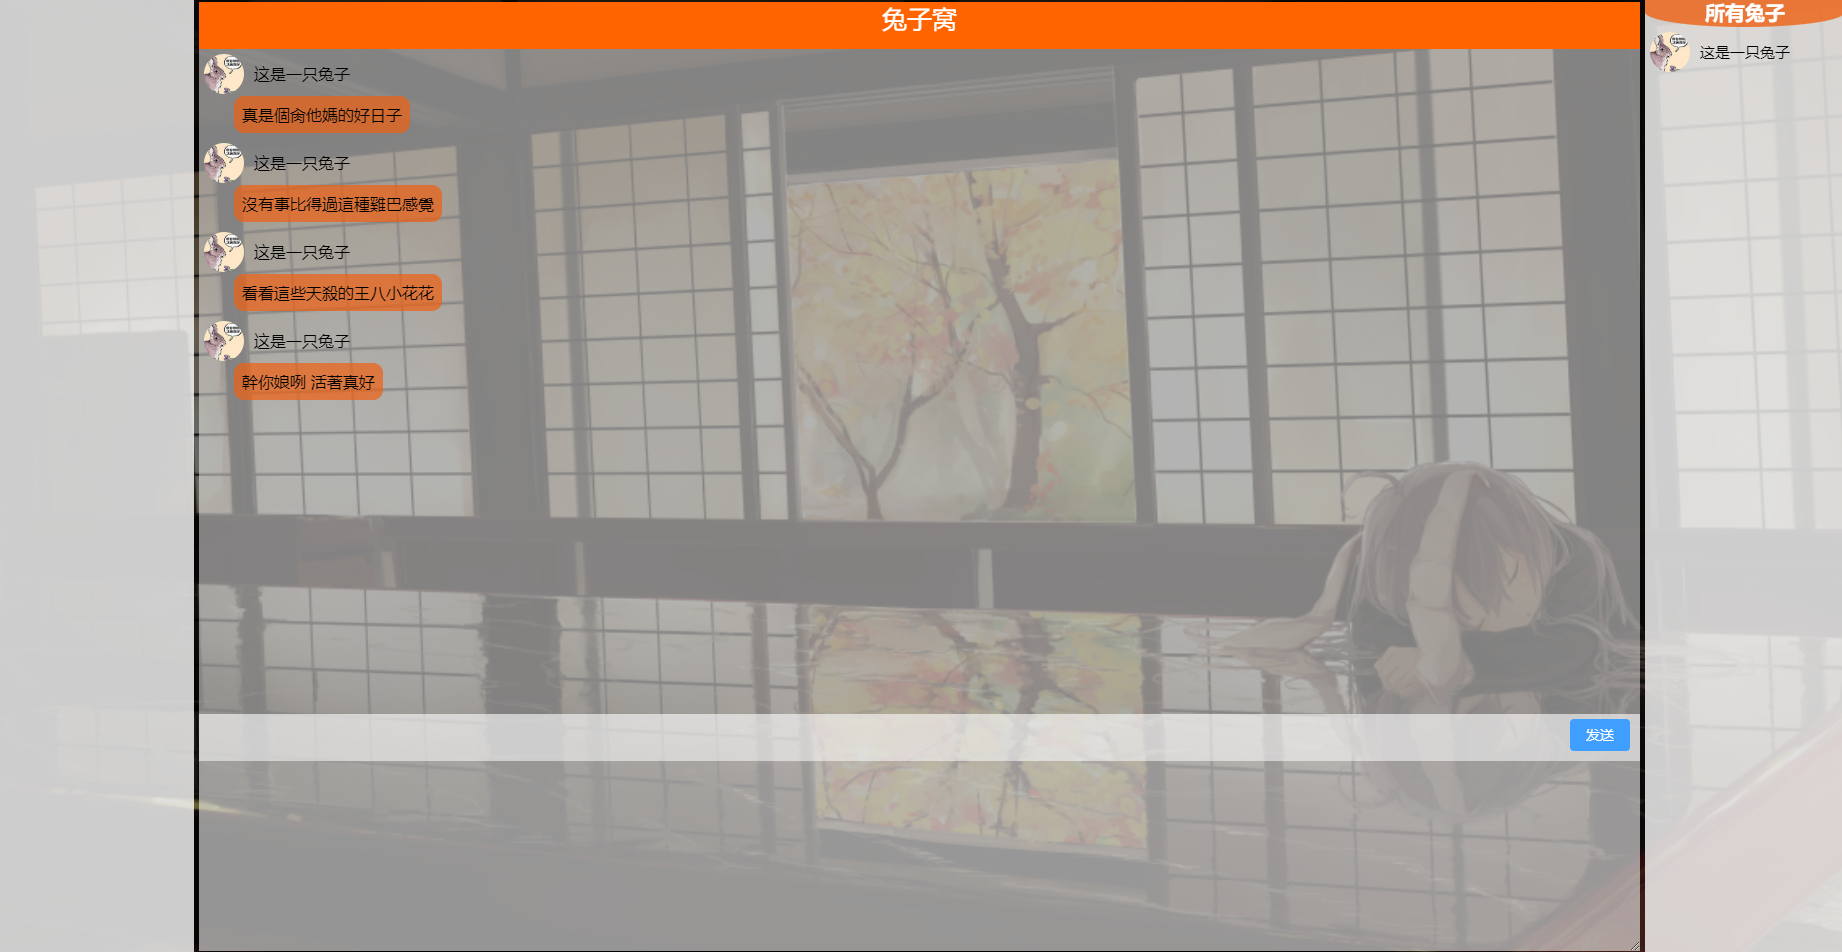 兔子窝
所有兔子
这是一只兔子
这是一只兔子
真是個肏他媽的好日子
这是一只兔子
沒有事比得過這種雞巴感覺
这是一只兔子
看看這些天殺的王八小花花
这是一只兔子
幹你娘咧 活著真好
发送